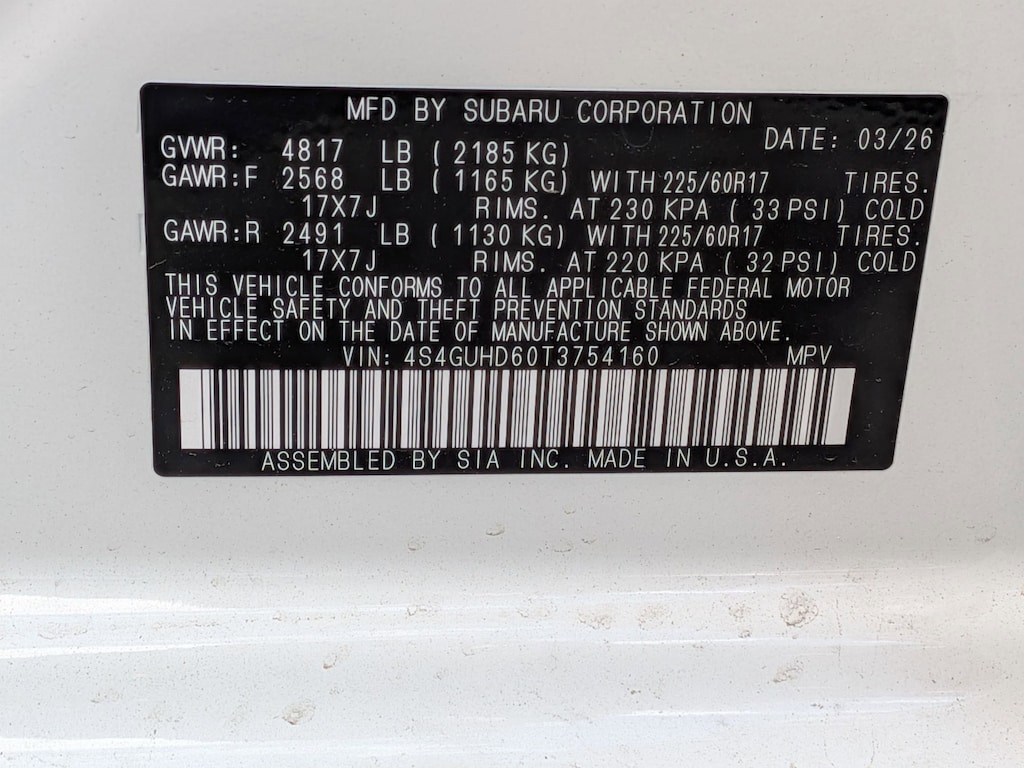 MFD BY SUBARU CORPORATION
DATE: 03/26
GVWR: 4817 LB ( 2185 KG)
GAWR:F 2568 LB ( 1165 KG) WITH 225/60R17 TIRES.
17X7J RIMS. AT 230 KPA ( 33 PSI) COLD
GAWR:R 2491 LB ( 1130 KG) WITH 225/60R17 TIRES.
17X7J RIMS. AT 220 KPA ( 32 PSI) COLD
THIS VEHICLE CONFORMS TO ALL APPLICABLE FEDERAL MOTOR
VEHICLE SAFETY AND THEFT PREVENTION STANDARDS
IN EFFECT ON THE DATE OF MANUFACTURE SHOWN ABOVE.
VIN: 4S4GUHD60T3754160 MPV
ASSEMBLED BY SIA INC. MADE IN U.S.A.